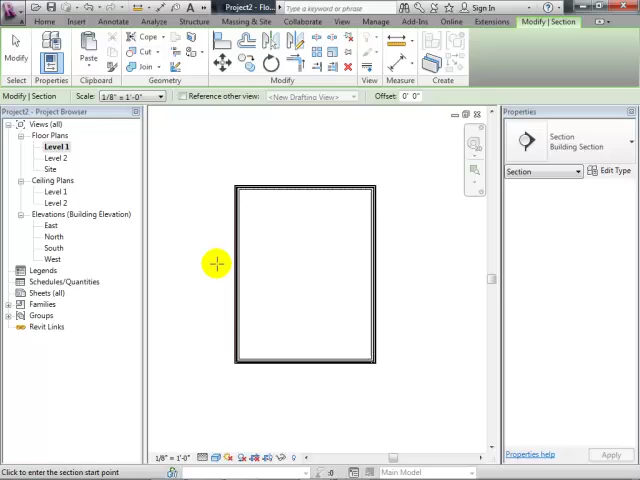 Project2 - Flo...
Type a keyword or phrase
Sign In
Home Insert Annotate Analyze Structure Massing & Site Collaborate View Manage Add-Ins Online Extensions Modify | Section
Modify Paste Cope Cut Join
Select Properties Clipboard Geometry Modify View Measure Create
Modify | Section Scale: 1/8" = 1'-0" Reference other view: <New Drafting View> Offset: 0' 0"
Project Browser
Properties
Views (all)
Floor Plans
Level 1
Level 2
Site
Ceiling Plans
Level 1
Level 2
Elevations (Building Elevation)
East
North
South
West
Legends
Schedules/Quantities
Sheets (all)
Families
Groups
Revit Links
Section
Building Section
Section
Edit Type
Properties help
Apply
1/8" = 1'-0"
Click to enter the section start point
:0
Main Model